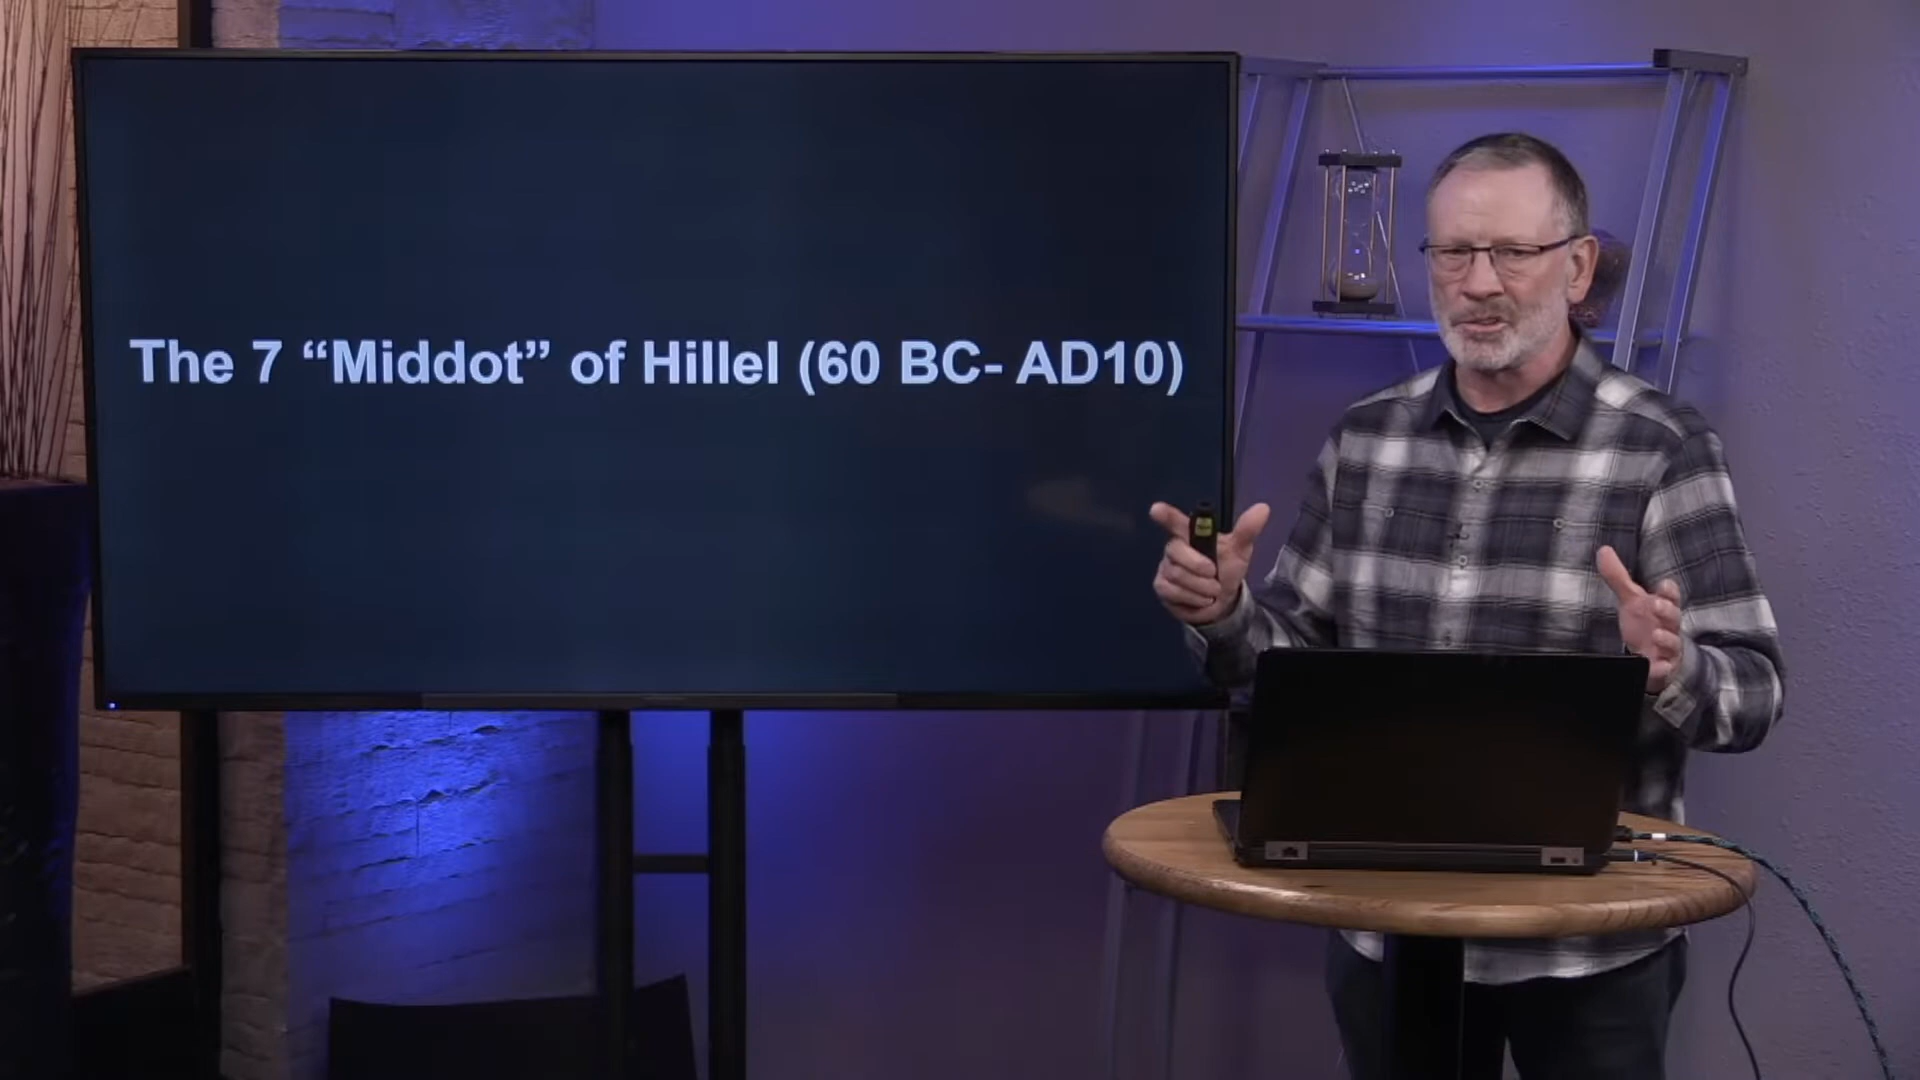 The 7 “Middot” of Hillel (60 BC- AD10)